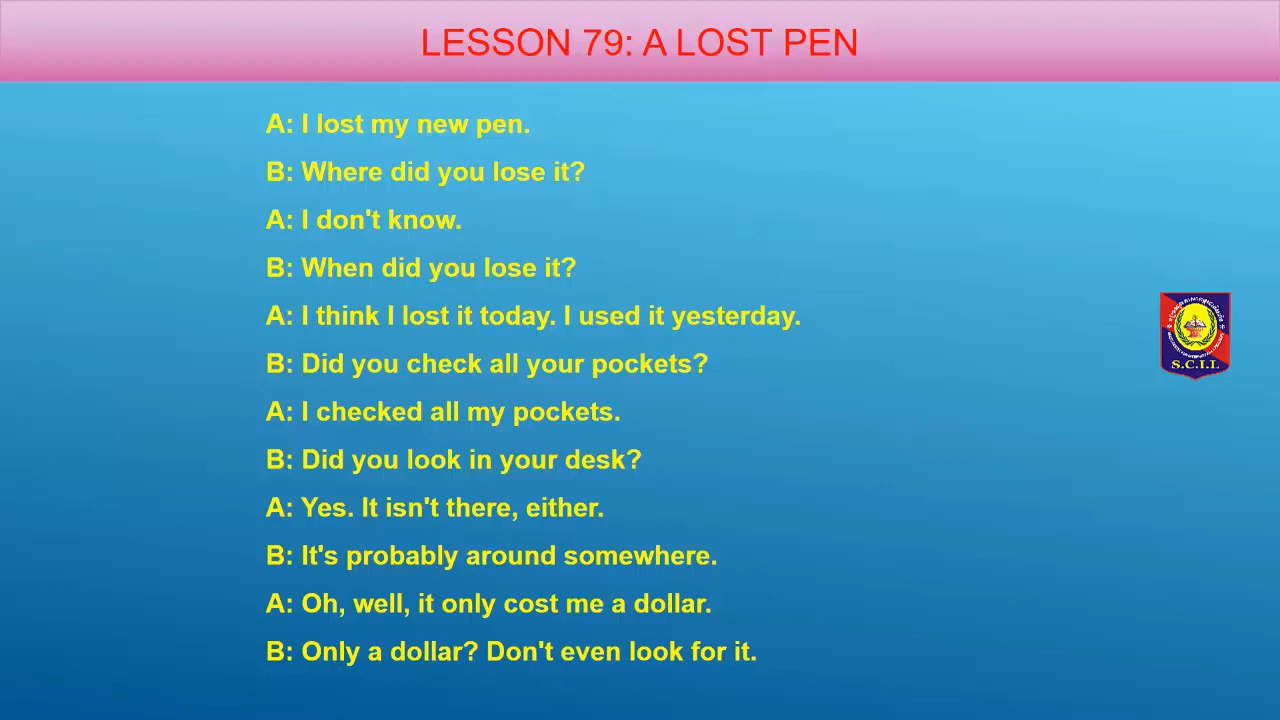 LESSON 79: A LOST PEN
A: I lost my new pen.
B: Where did you lose it?
A: I don't know.
B: When did you lose it?
A: I think I lost it today. I used it yesterday.
B: Did you check all your pockets?
A: I checked all my pockets.
B: Did you look in your desk?
A: Yes. It isn't there, either.
B: It's probably around somewhere.
A: Oh, well, it only cost me a dollar.
B: Only a dollar? Don't even look for it.
S.C.I.L